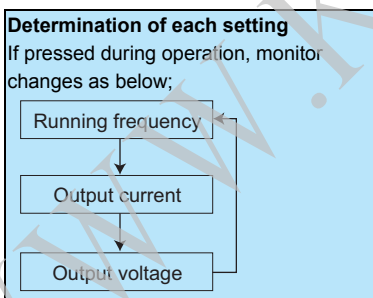 Determination of each setting
If pressed during operation, monitor
changes as below;
Running frequency
Output current
Output voltage